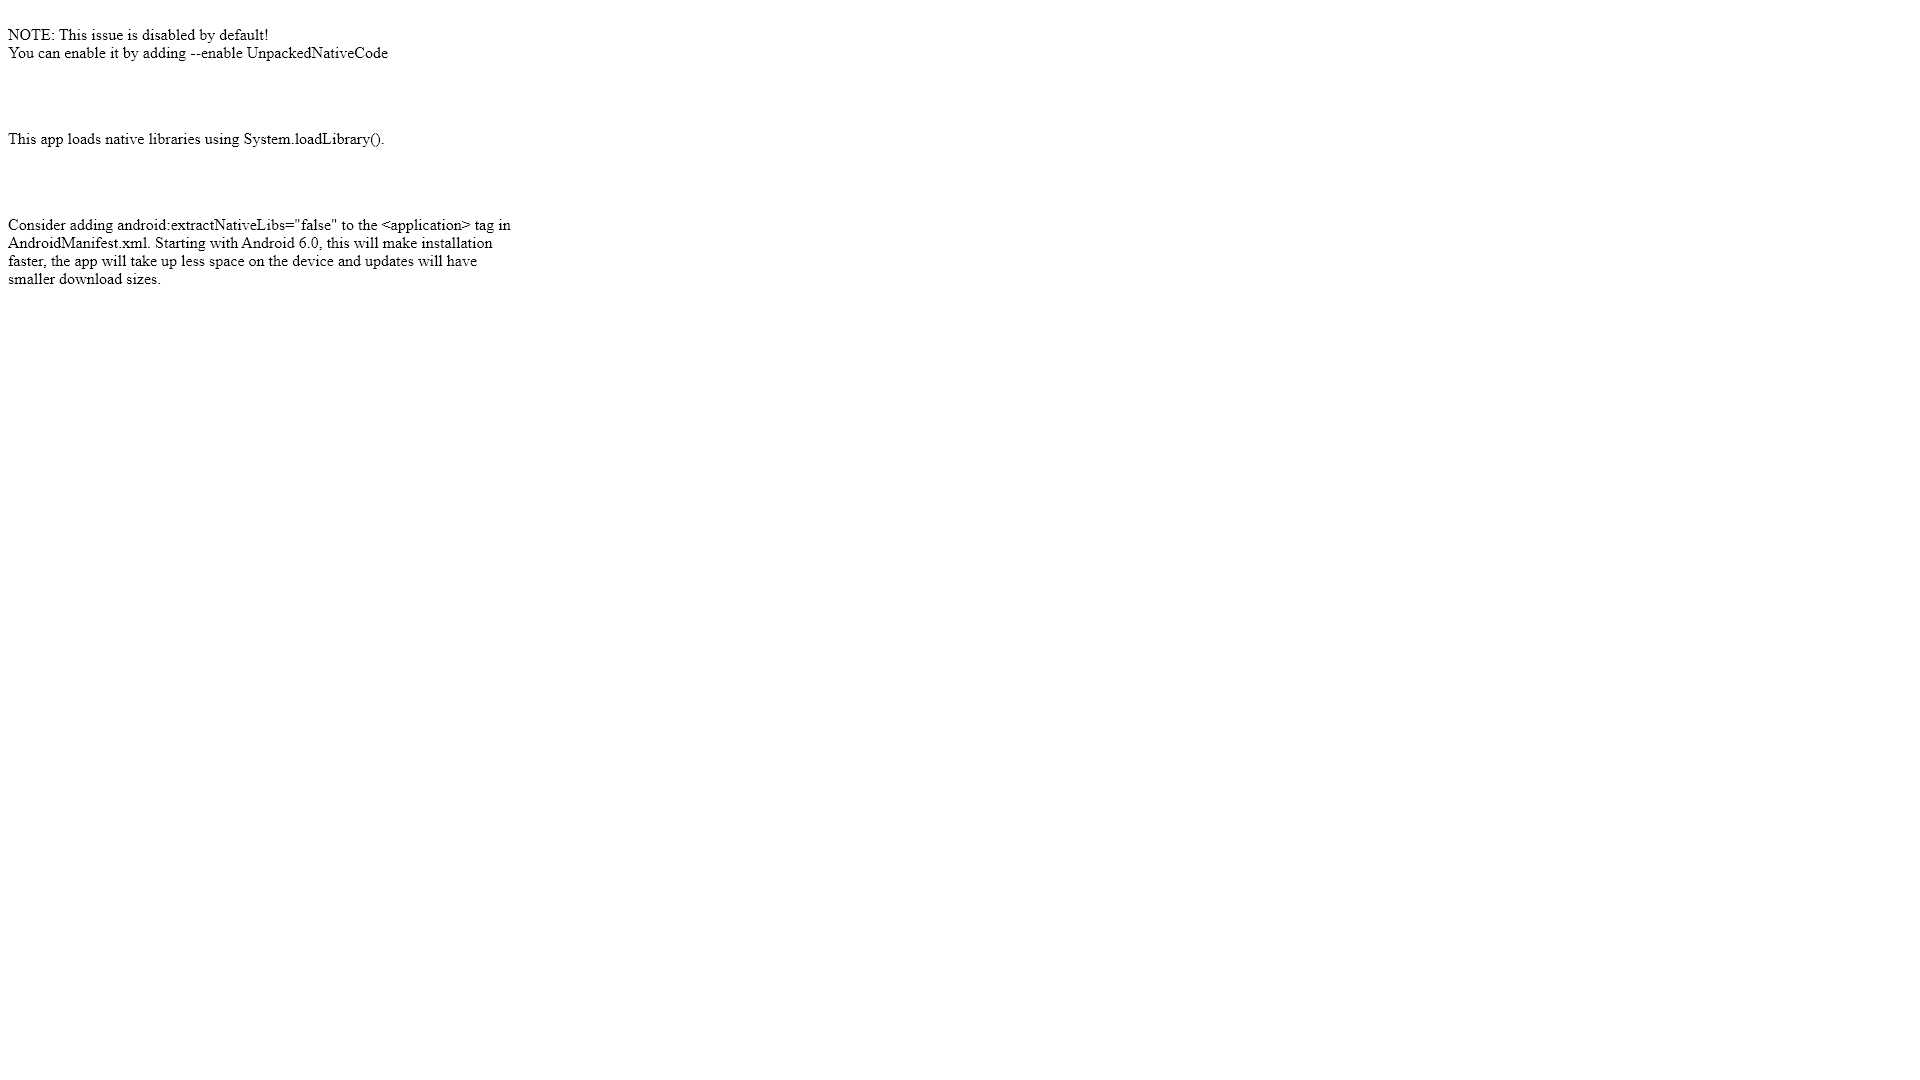 NOTE: This issue is disabled by default!
You can enable it by adding --enable UnpackedNativeCode
This app loads native libraries using System.loadLibrary().
Consider adding android:extractNativeLibs="false" to the <application> tag in
AndroidManifest.xml. Starting with Android 6.0, this will make installation
faster, the app will take up less space on the device and updates will have
smaller download sizes.